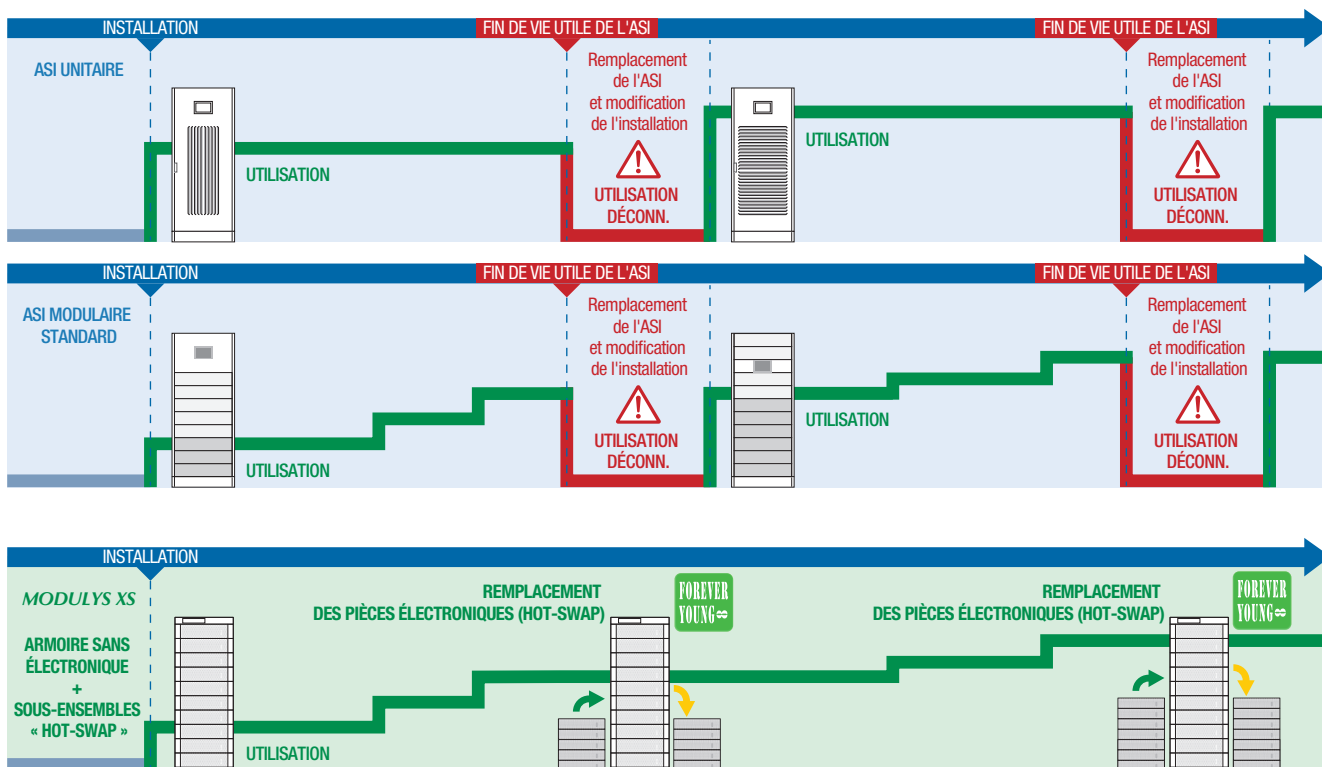 INSTALLATION
FIN DE VIE UTILE DE L'ASI
FIN DE VIE UTILE DE L'ASI
ASI UNITAIRE
UTILISATION
Remplacement
de l'ASI
et modification
de l'installation
UTILISATION
DÉCONN.
UTILISATION
Remplacement
de l'ASI
et modification
de l'installation
UTILISATION
DÉCONN.
INSTALLATION
FIN DE VIE UTILE DE L'ASI
FIN DE VIE UTILE DE L'ASI
ASI MODULAIRE
STANDARD
UTILISATION
Remplacement
de l'ASI
et modification
de l'installation
UTILISATION
DÉCONN.
UTILISATION
Remplacement
de l'ASI
et modification
de l'installation
UTILISATION
DÉCONN.
INSTALLATION
MODULYS XS
ARMOIRE SANS
ÉLECTRONIQUE
+
SOUS-ENSEMBLES
« HOT-SWAP »
UTILISATION
REMPLACEMENT
DES PIÈCES ÉLECTRONIQUES (HOT-SWAP)
FOREVER
YOUNG
REMPLACEMENT
DES PIÈCES ÉLECTRONIQUES (HOT-SWAP)
FOREVER
YOUNG